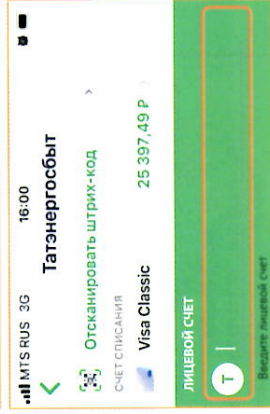 MTS RUS 3G 16:00
Татэнергосбыт
Отсканировать штрих-код
СЧЕТ СПИСАНИЯ
Visa Classic 25 397,49 ₽
ЛИЦЕВОЙ СЧЕТ
Т
Введите лицевой счет